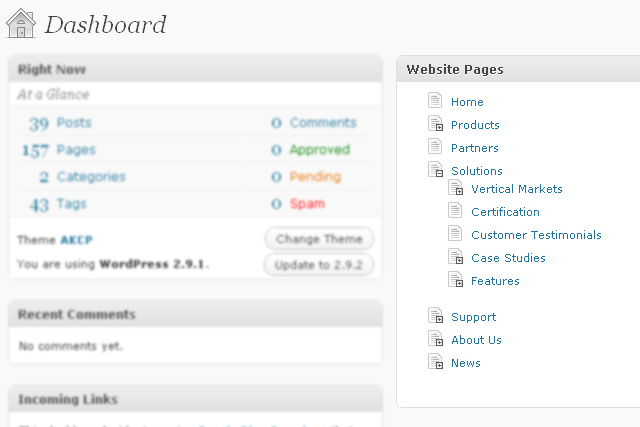 Dashboard
Right Now
At a Glance
39 Posts 0 Comments
157 Pages 0 Approved
2 Categories 0 Pending
43 Tags 0 Spam
Theme AKCP Change Theme
You are using WordPress 2.9.1. Update to 2.9.2
Recent Comments
No comments yet.
Incoming Links
Website Pages
Home
Products
Partners
Solutions
Vertical Markets
Certification
Customer Testimonials
Case Studies
Features
Support
About Us
News